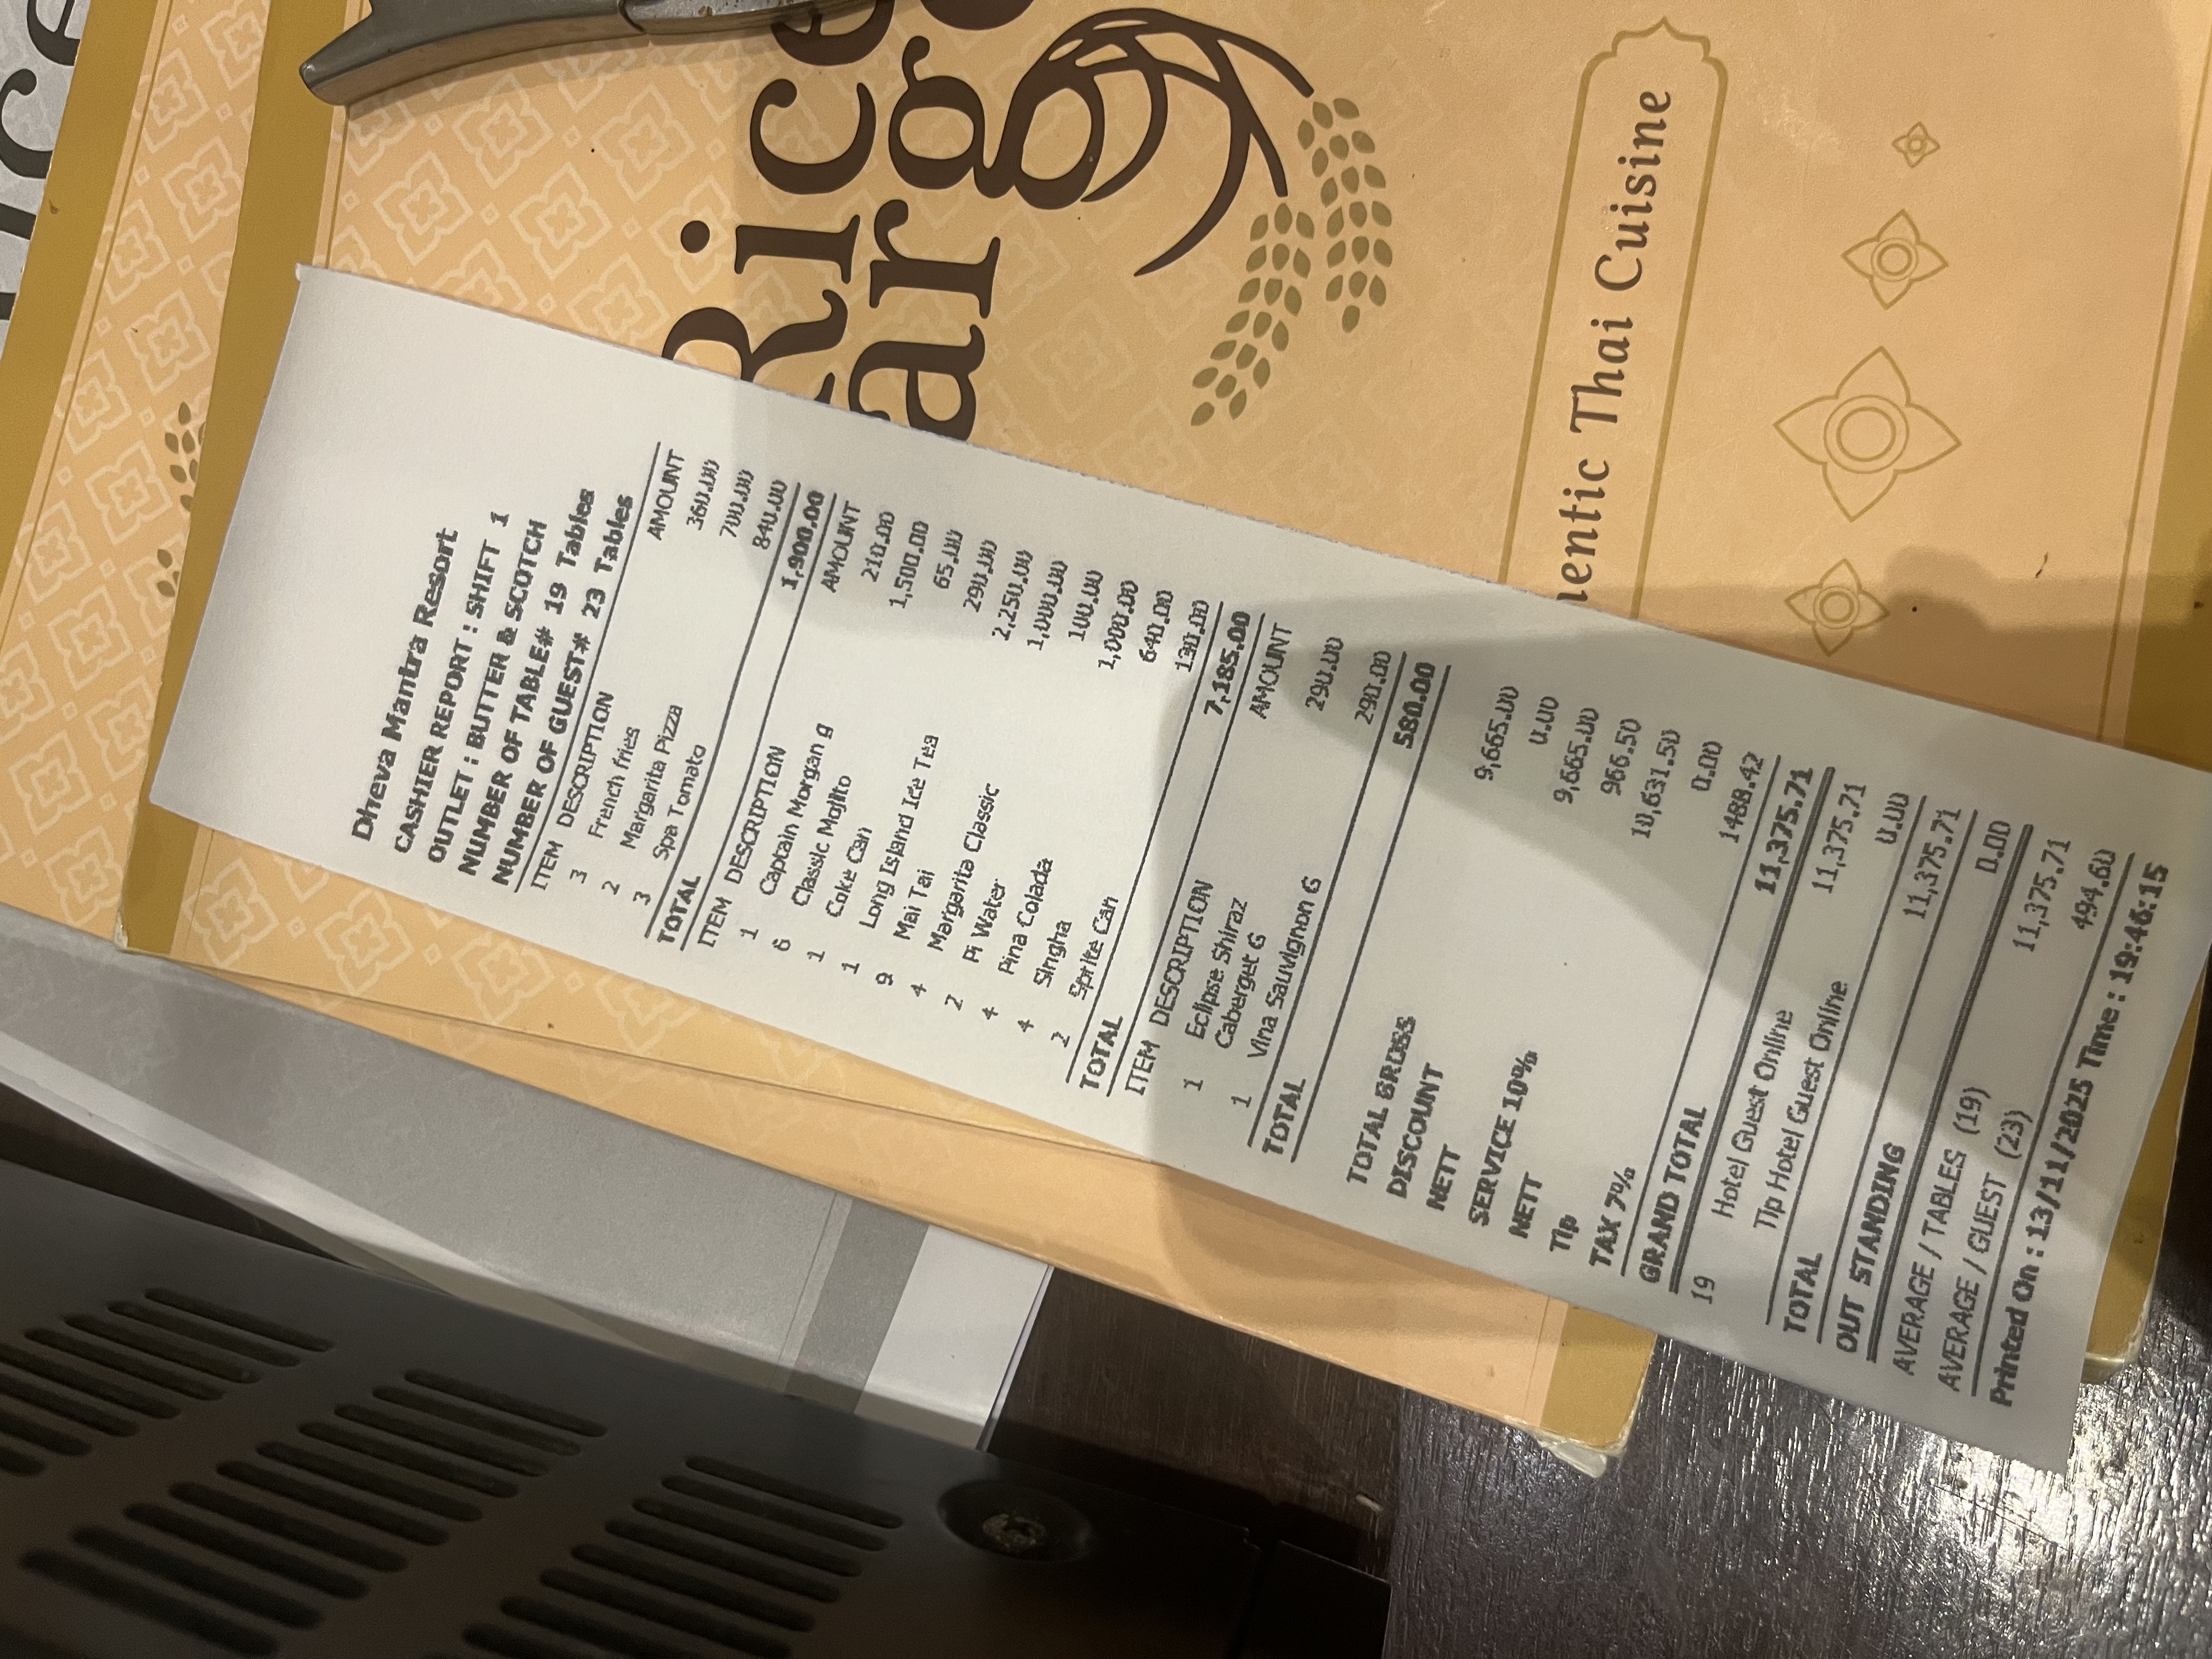 Dheva Mantra Resort
CASHIER REPORT : SHIFT 1
OUTLET : BUTTER & SCOTCH
NUMBER OF TABLE# 19 Tables
NUMBER OF GUEST# 23 Tables
ITEM DESCRIPTION AMOUNT
3 French fries 360.00
2 Margarita Pizza 700.00
3 Spa Tomato 840.00
TOTAL 1,900.00
ITEM DESCRIPTION AMOUNT
1 Captain Morgan g 210.00
6 Classic Mojito 1,500.00
1 Coke Can 65.00
1 Long Island Ice Tea 290.00
9 Mai Tai 2,250.00
4 Margarita Classic 1,000.00
2 Pi Water 100.00
4 Pina Colada 1,000.00
4 Singha 640.00
2 Sprite Can 130.00
TOTAL 7,185.00
ITEM DESCRIPTION AMOUNT
1 Eclipse Shiraz 290.00
Caberget G
1 Vina Sauvignon G 290.00
TOTAL 580.00
TOTAL GROSS 9,665.00
DISCOUNT 0.00
NETT 9,665.00
SERVICE 10% 966.50
NETT 10,631.50
Tip 0.00
TAX 7% 1488.42
GRAND TOTAL 11,375.71
19 Hotel Guest Online 11,375.71
Tip Hotel Guest Online 0.00
TOTAL 11,375.71
OUT STANDING 0.00
AVERAGE / TABLES (19) 11,375.71
AVERAGE / GUEST (23) 494.60
Printed On : 13/11/2025 Time : 19:46:15
Rice
arg
hentic Thai Cuisine
ice